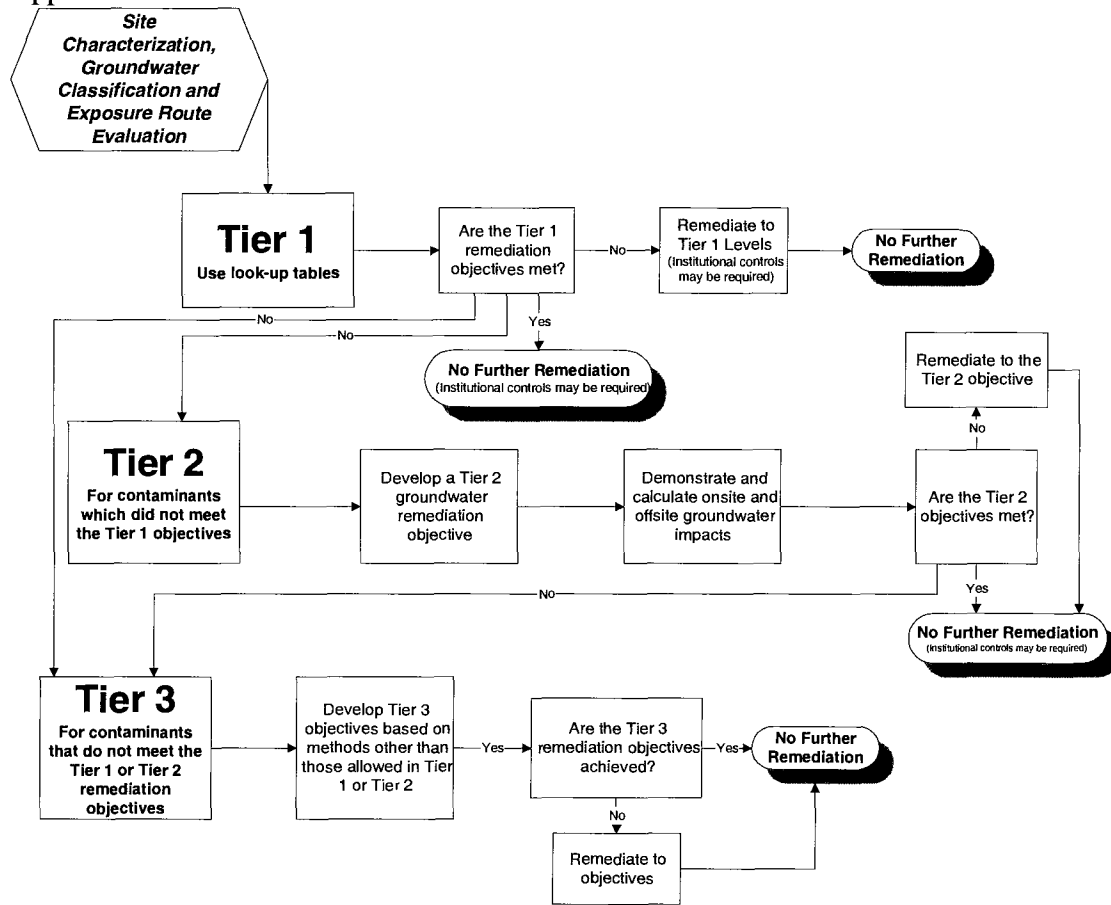 Site
Characterization,
Groundwater
Classification and
Exposure Route
Evaluation
Tier 1
Use look-up tables
Are the Tier 1
remediation
objectives met?
No
Remediate to
Tier 1 Levels
(Institutional controls
may be required)
No Further
Remediation
No
No
Yes
No Further Remediation
(Institutional controls may be required)
Remediate to the
Tier 2 objective
No
Tier 2
For contaminants
which did not meet
the Tier 1 objectives
Develop a Tier 2
groundwater
remediation
objective
Demonstrate and
calculate onsite and
offsite groundwater
impacts
Are the Tier 2
objectives met?
Yes
No
No Further Remediation
(Institutional controls may be required)
Tier 3
For contaminants
that do not meet the
Tier 1 or Tier 2
remediation
objectives
Develop Tier 3
objectives based on
methods other than
those allowed in Tier
1 or Tier 2
Yes
Are the Tier 3
remediation objectives
achieved?
Yes
No Further
Remediation
No
Remediate to
objectives